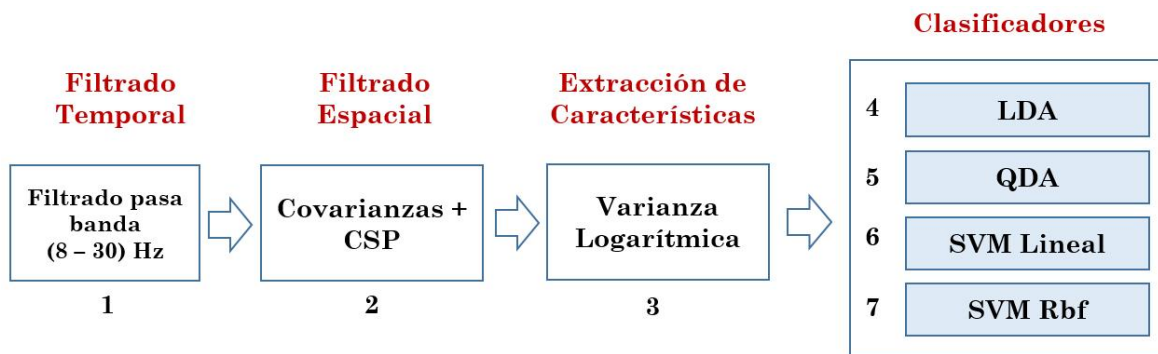 Clasificadores
Filtrado
Temporal
Filtrado
Espacial
Extracción de
Características
Filtrado pasa
banda
(8 – 30) Hz
1
Covarianzas +
CSP
2
Varianza
Logarítmica
3
4 LDA
5 QDA
6 SVM Lineal
7 SVM Rbf